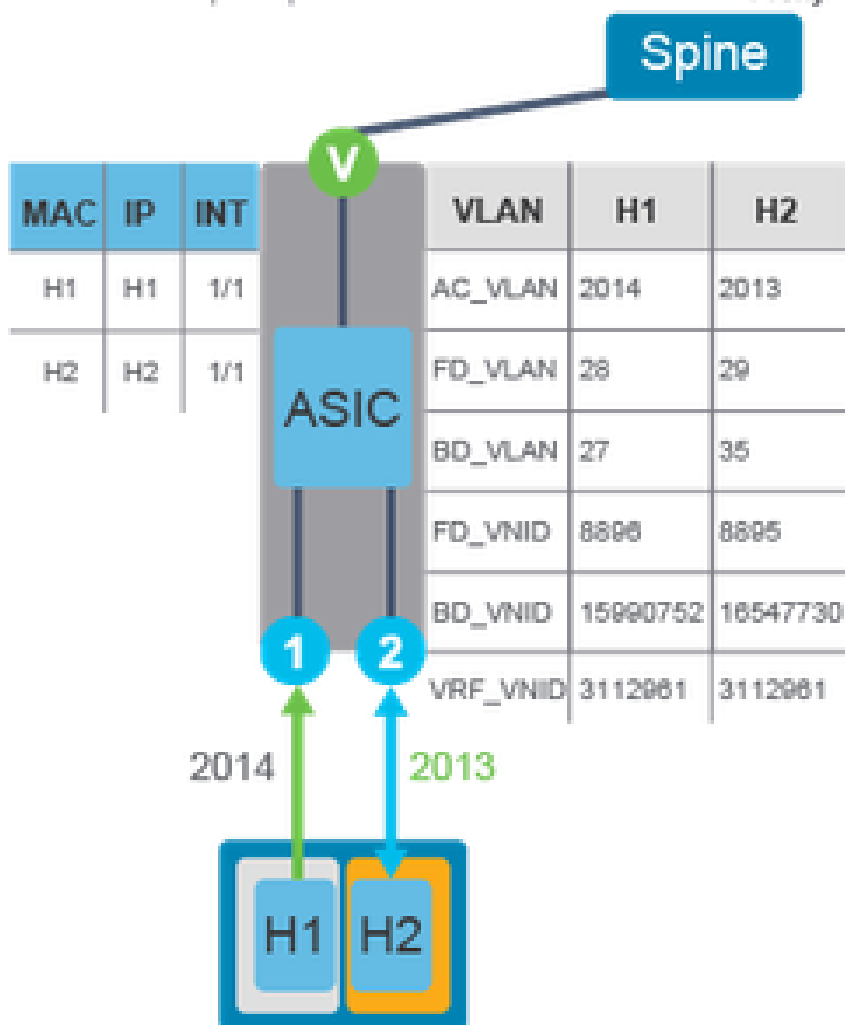 Spine
V
MAC IP INT
H1 H1 1/1
H2 H2 1/1
ASIC
VLAN H1 H2
AC_VLAN 2014 2013
FD_VLAN 28 29
BD_VLAN 27 35
FD_VNID 8896 8895
BD_VNID 15990752 16547730
VRF_VNID 3112961 3112961
1 2
2014 2013
H1 H2